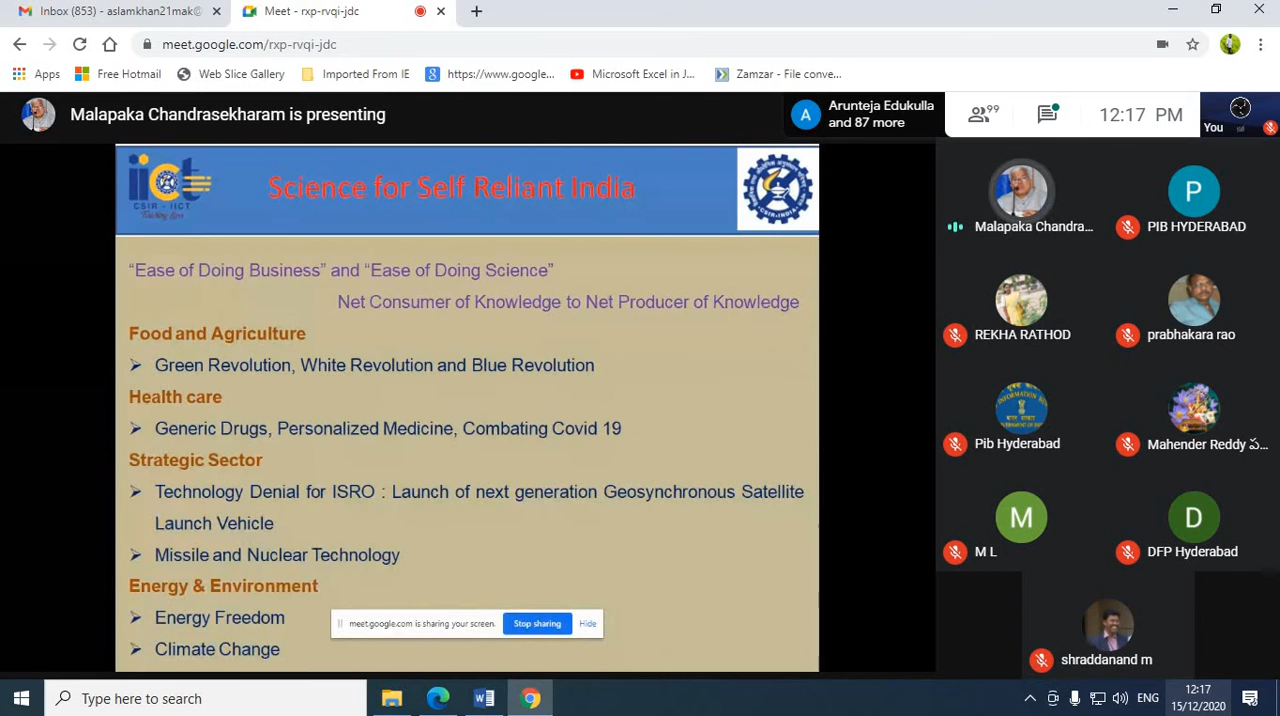 Inbox (853) - aslamkhan21mak@
Meet - rxp-rvqi-jdc
meet.google.com/rxp-rvqi-jdc
Apps
Free Hotmail
Web Slice Gallery
Imported From IE
https://www.google...
Microsoft Excel in J...
Zamzar - File conve...
Malapaka Chandrasekharam is presenting
A
Arunteja Edukulla
and 87 more
99
12:17 PM
You
iict
CSIR - IICT
Touching Lives
Science for Self Reliant India
CSIR-INDIA
“Ease of Doing Business” and “Ease of Doing Science”
Net Consumer of Knowledge to Net Producer of Knowledge
Food and Agriculture
Green Revolution, White Revolution and Blue Revolution
Health care
Generic Drugs, Personalized Medicine, Combating Covid 19
Strategic Sector
Technology Denial for ISRO : Launch of next generation Geosynchronous Satellite
Launch Vehicle
Missile and Nuclear Technology
Energy & Environment
Energy Freedom
Climate Change
meet.google.com is sharing your screen.
Stop sharing
Hide
Malapaka Chandra...
P
PIB HYDERABAD
REKHA RATHOD
prabhakara rao
Pib Hyderabad
Mahender Reddy ప...
M
M L
D
DFP Hyderabad
shraddanand m
Type here to search
ENG
12:17
15/12/2020